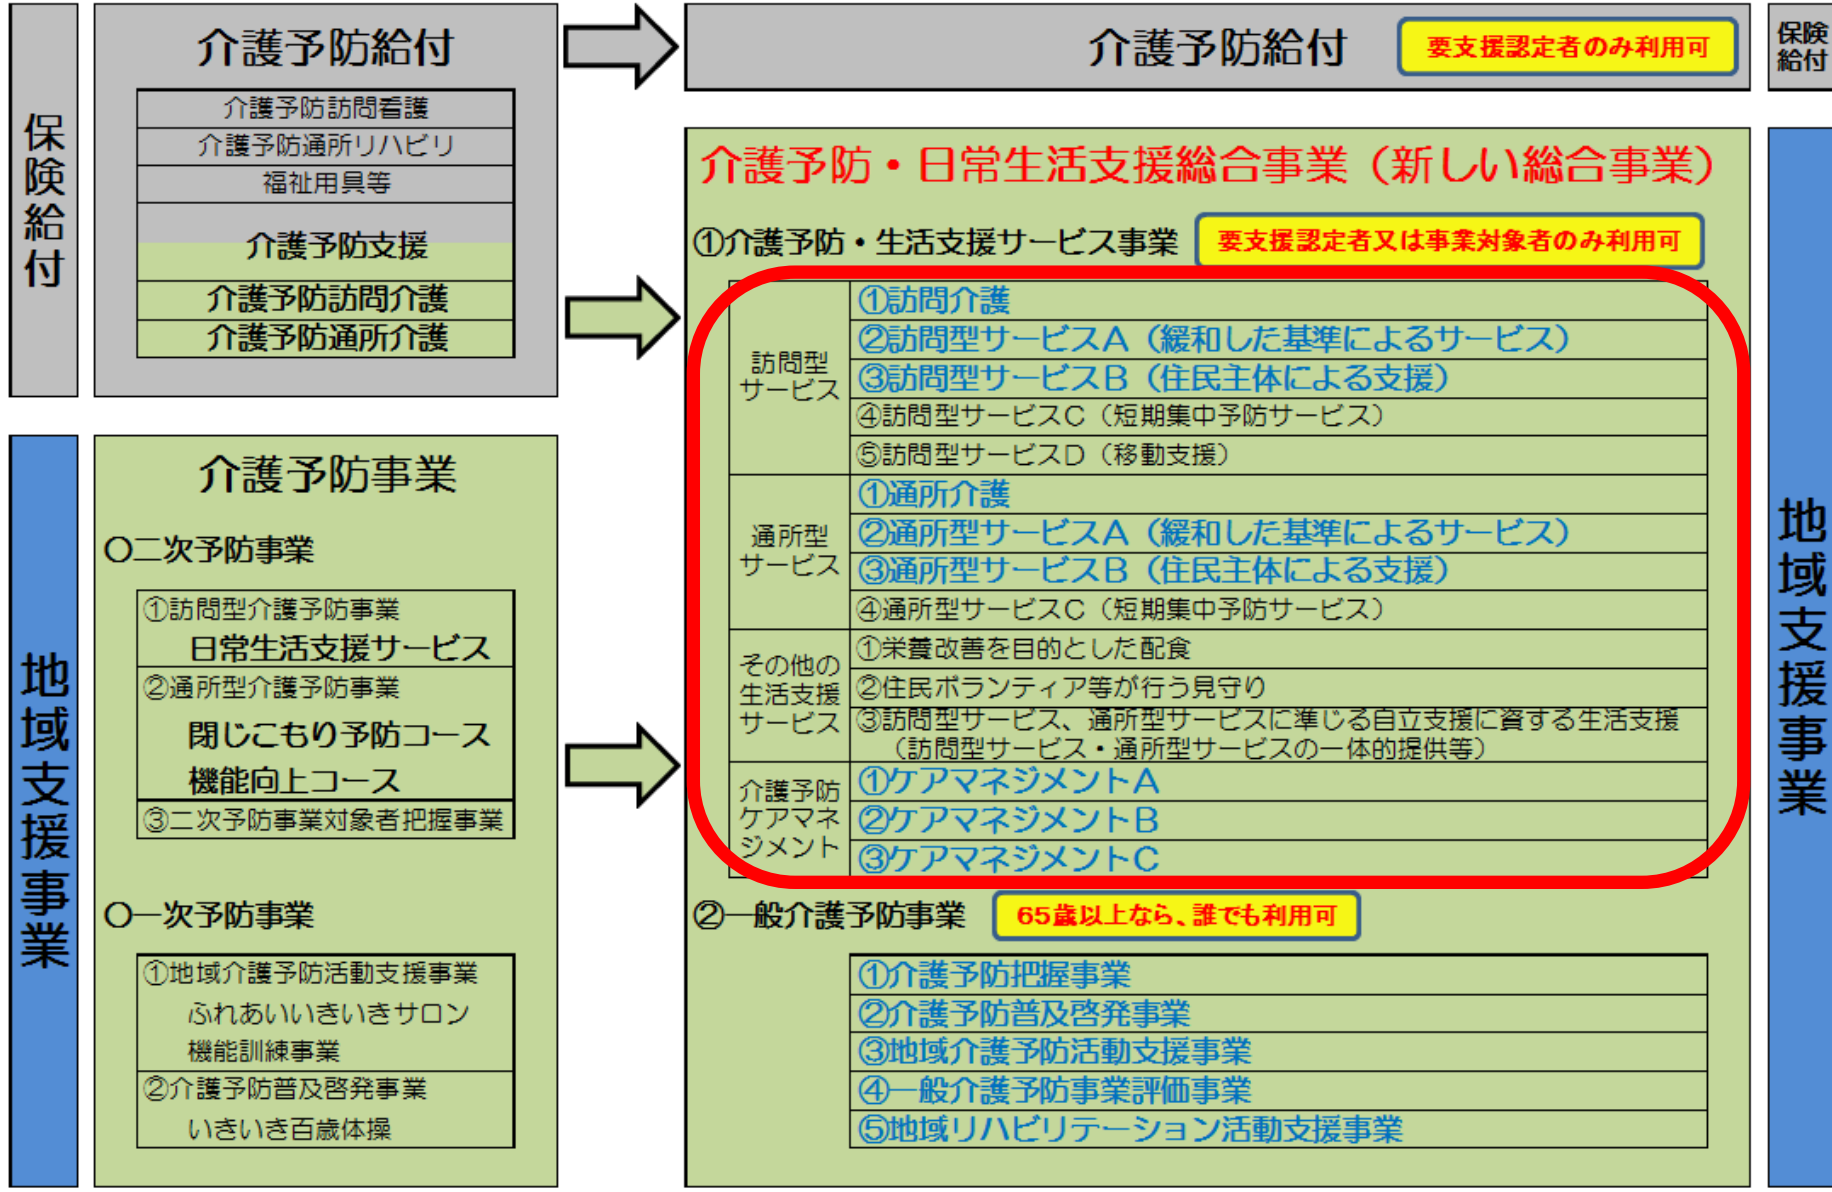 保険給付
介護予防給付
介護予防訪問看護
介護予防通所リハビリ
福祉用具等
介護予防支援
介護予防訪問介護
介護予防通所介護
地域支援事業
介護予防事業
〇二次予防事業
①訪問型介護予防事業
日常生活支援サービス
②通所型介護予防事業
閉じこもり予防コース
機能向上コース
③二次予防事業対象者把握事業
〇一次予防事業
①地域介護予防活動支援事業
ふれあいいきいきサロン
機能訓練事業
②介護予防普及啓発事業
いきいき百歳体操
介護予防給付
要支援認定者のみ利用可
保険
給付
介護予防・日常生活支援総合事業（新しい総合事業）
①介護予防・生活支援サービス事業
要支援認定者又は事業対象者のみ利用可
訪問型
サービス
①訪問介護
②訪問型サービスA（緩和した基準によるサービス）
③訪問型サービスB（住民主体による支援）
④訪問型サービスC（短期集中予防サービス）
⑤訪問型サービスD（移動支援）
通所型
サービス
①通所介護
②通所型サービスA（緩和した基準によるサービス）
③通所型サービスB（住民主体による支援）
④通所型サービスC（短期集中予防サービス）
その他の
生活支援
サービス
①栄養改善を目的とした配食
②住民ボランティア等が行う見守り
③訪問型サービス、通所型サービスに準じる自立支援に資する生活支援
（訪問型サービス・通所型サービスの一体的提供等）
介護予防
ケアマネ
ジメント
①ケアマネジメントA
②ケアマネジメントB
③ケアマネジメントC
②一般介護予防事業
65歳以上なら、誰でも利用可
①介護予防把握事業
②介護予防普及啓発事業
③地域介護予防活動支援事業
④一般介護予防事業評価事業
⑤地域リハビリテーション活動支援事業
地域支援事業